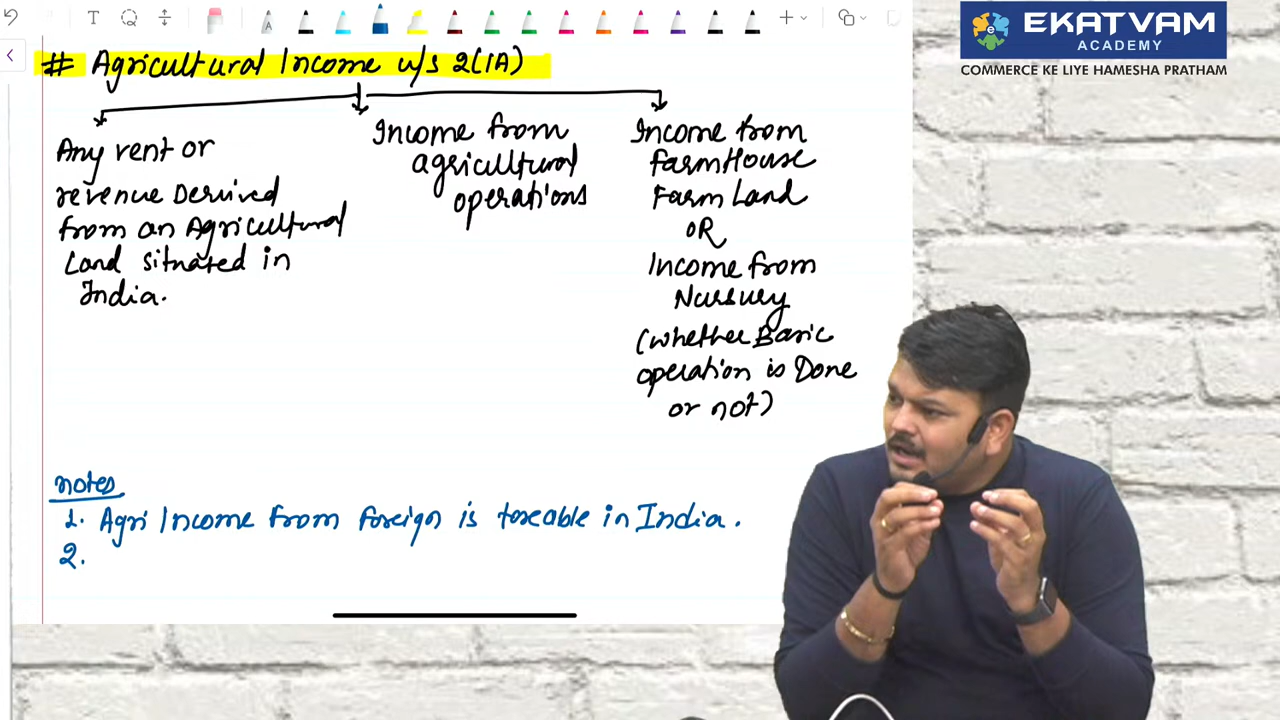 EKATVAM
ACADEMY
COMMERCE KE LIYE HAMESHA PRATHAM
# Agricultural Income u/s 2(1A)
Any rent or
revenue Derived
from an Agricultural
Land situated in
India.
Income from
agricultural
operations
Income from
FarmHouse
Farm Land
OR
Income from
Nursury
(whether Basic
operation is Done
or not)
notes
1. Agri Income from foreign is taxable in India.
2.